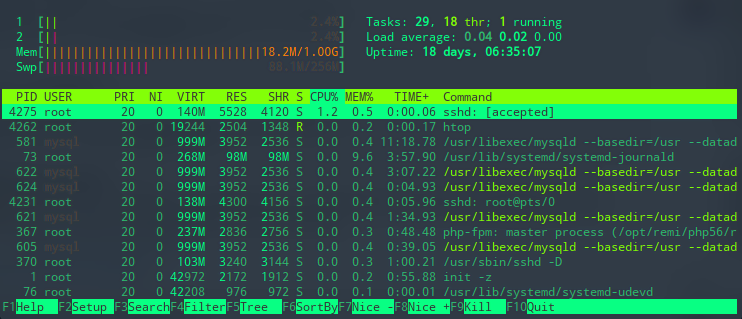 1 [|| 2.4%] Tasks: 29, 18 thr; 1 running
2 [|| 2.4%] Load average: 0.04 0.02 0.00
Mem[||||||||||||||||||||||||||||||18.2M/1.00G] Uptime: 18 days, 06:35:07
Swp[||||||||||||||| 88.1M/256M]
PID USER PRI NI VIRT RES SHR S CPU% MEM% TIME+ Command
4275 root 20 0 140M 5528 4120 S 1.2 0.5 0:00.06 sshd: [accepted]
4262 root 20 0 19244 2504 1348 R 0.0 0.2 0:00.17 htop
581 mysql 20 0 999M 3952 2536 S 0.0 0.4 11:18.78 /usr/libexec/mysqld --basedir=/usr --datad
73 root 20 0 268M 98M 98M S 0.0 9.6 3:57.90 /usr/lib/systemd/systemd-journald
622 mysql 20 0 999M 3952 2536 S 0.0 0.4 3:07.22 /usr/libexec/mysqld --basedir=/usr --datad
624 mysql 20 0 999M 3952 2536 S 0.0 0.4 0:04.93 /usr/libexec/mysqld --basedir=/usr --datad
4231 root 20 0 138M 4300 4156 S 0.0 0.4 0:05.96 sshd: root@pts/0
621 mysql 20 0 999M 3952 2536 S 0.0 0.4 1:34.93 /usr/libexec/mysqld --basedir=/usr --datad
367 root 20 0 237M 2836 2756 S 0.0 0.3 0:48.48 php-fpm: master process (/opt/remi/php56/r
605 mysql 20 0 999M 3952 2536 S 0.0 0.4 0:39.05 /usr/libexec/mysqld --basedir=/usr --datad
370 root 20 0 103M 3240 3144 S 0.0 0.3 1:00.21 /usr/sbin/sshd -D
1 root 20 0 42972 2172 1912 S 0.0 0.2 0:55.88 init -z
76 root 20 0 42208 976 972 S 0.0 0.1 0:00.01 /usr/lib/systemd/systemd-udevd
F1Help F2Setup F3SearchF4FilterF5Tree F6SortByF7Nice -F8Nice +F9Kill F10Quit